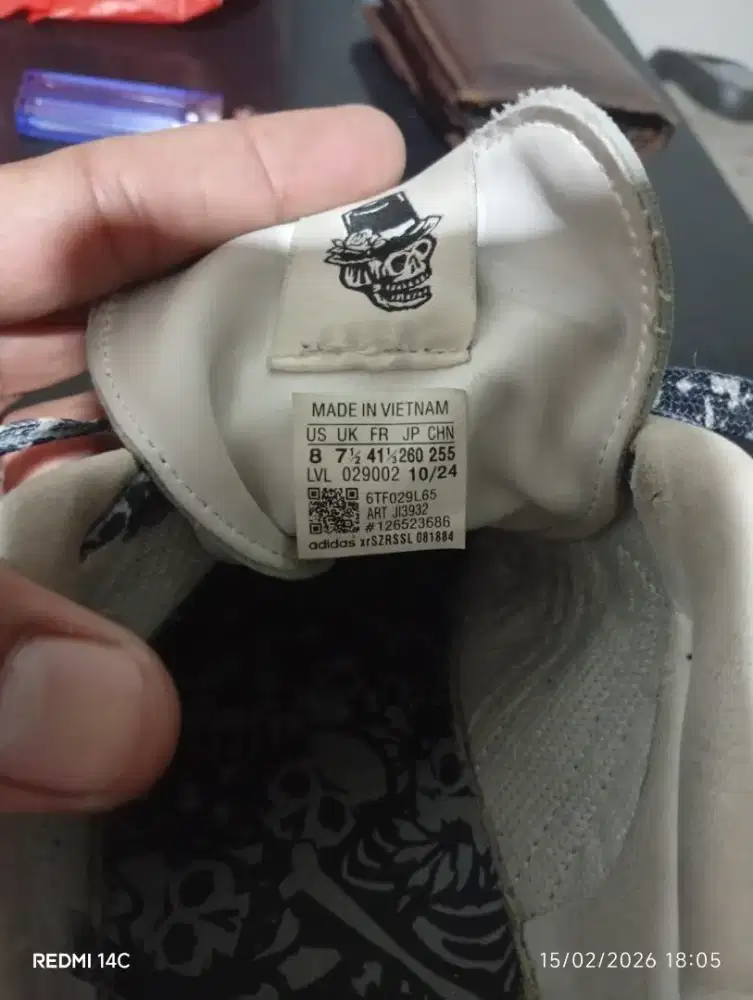 MADE IN VIETNAM
US UK FR JP CHN
8 7½ 41⅓ 260 255
LVL 029002 10/24
6TF029L65
ART JI3932
#126523686
adidas xrSZRSSL 081884
REDMI 14C
15/02/2026 18:05